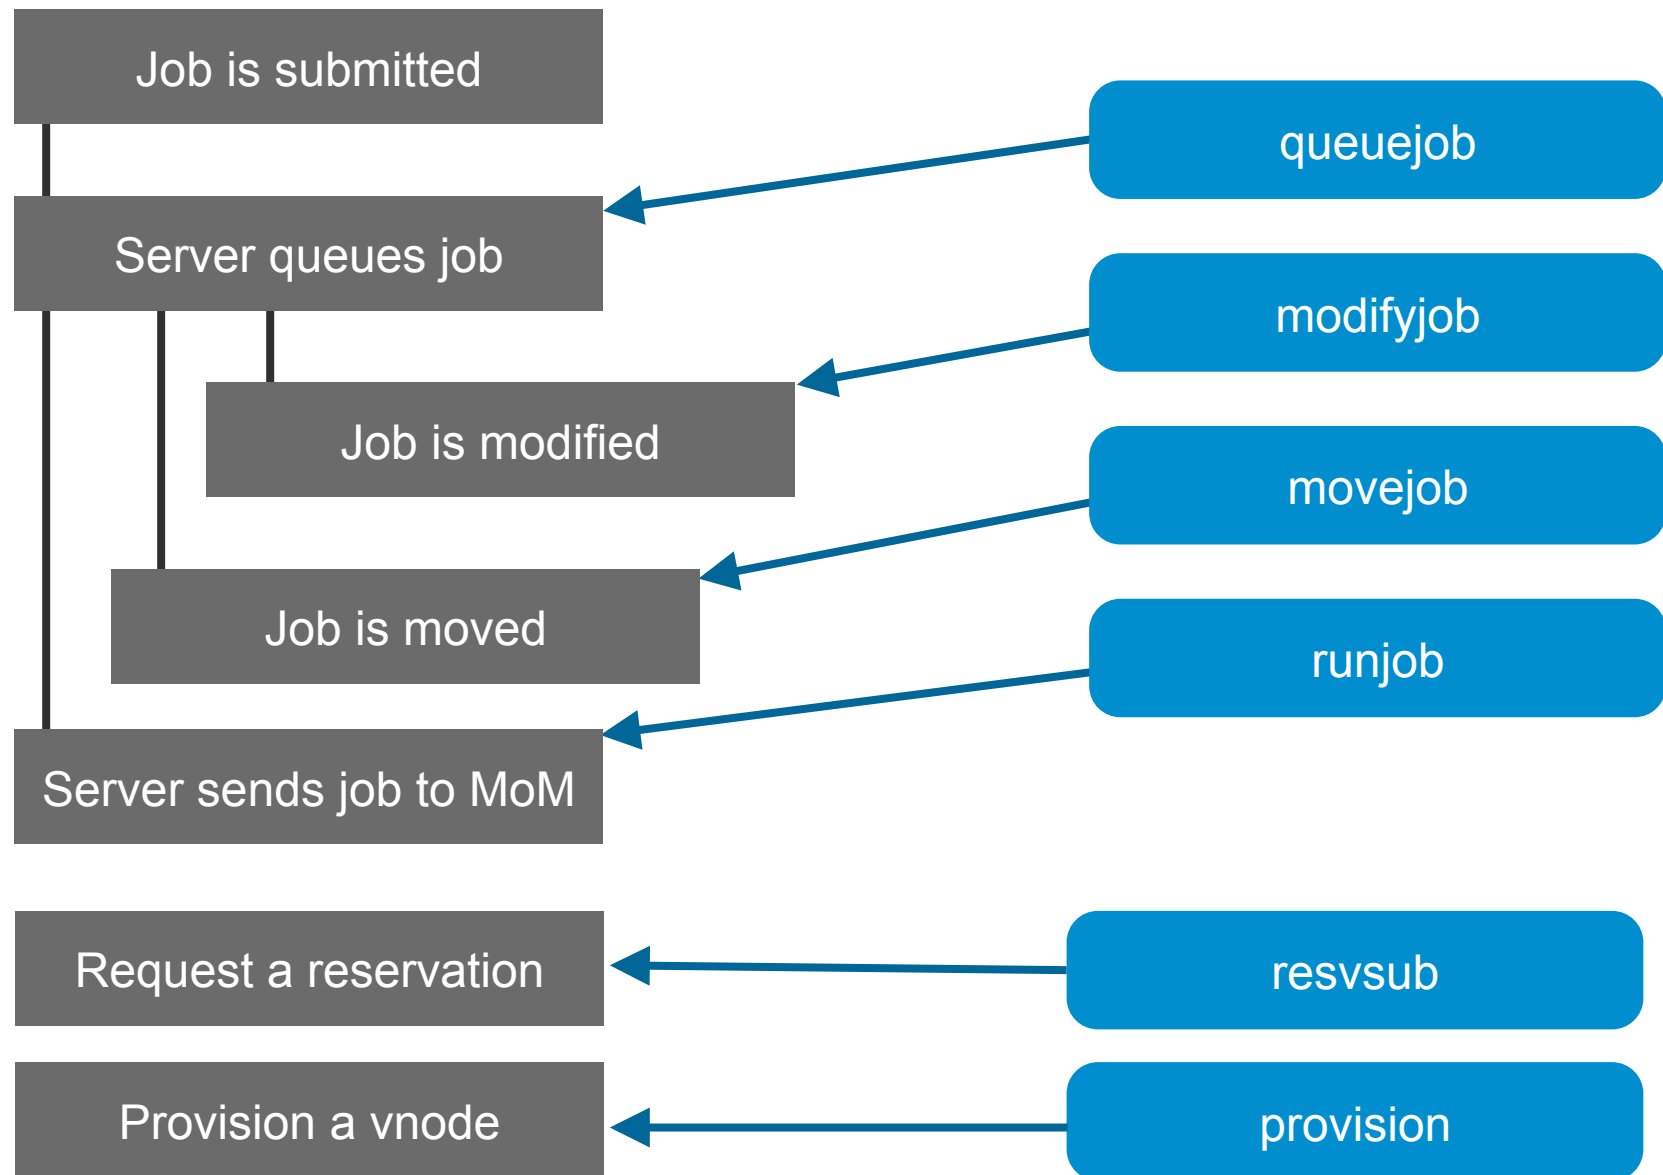 Job is submitted
queuejob
Server queues job
modifyjob
Job is modified
movejob
Job is moved
runjob
Server sends job to MoM
Request a reservation
resvsub
Provision a vnode
provision